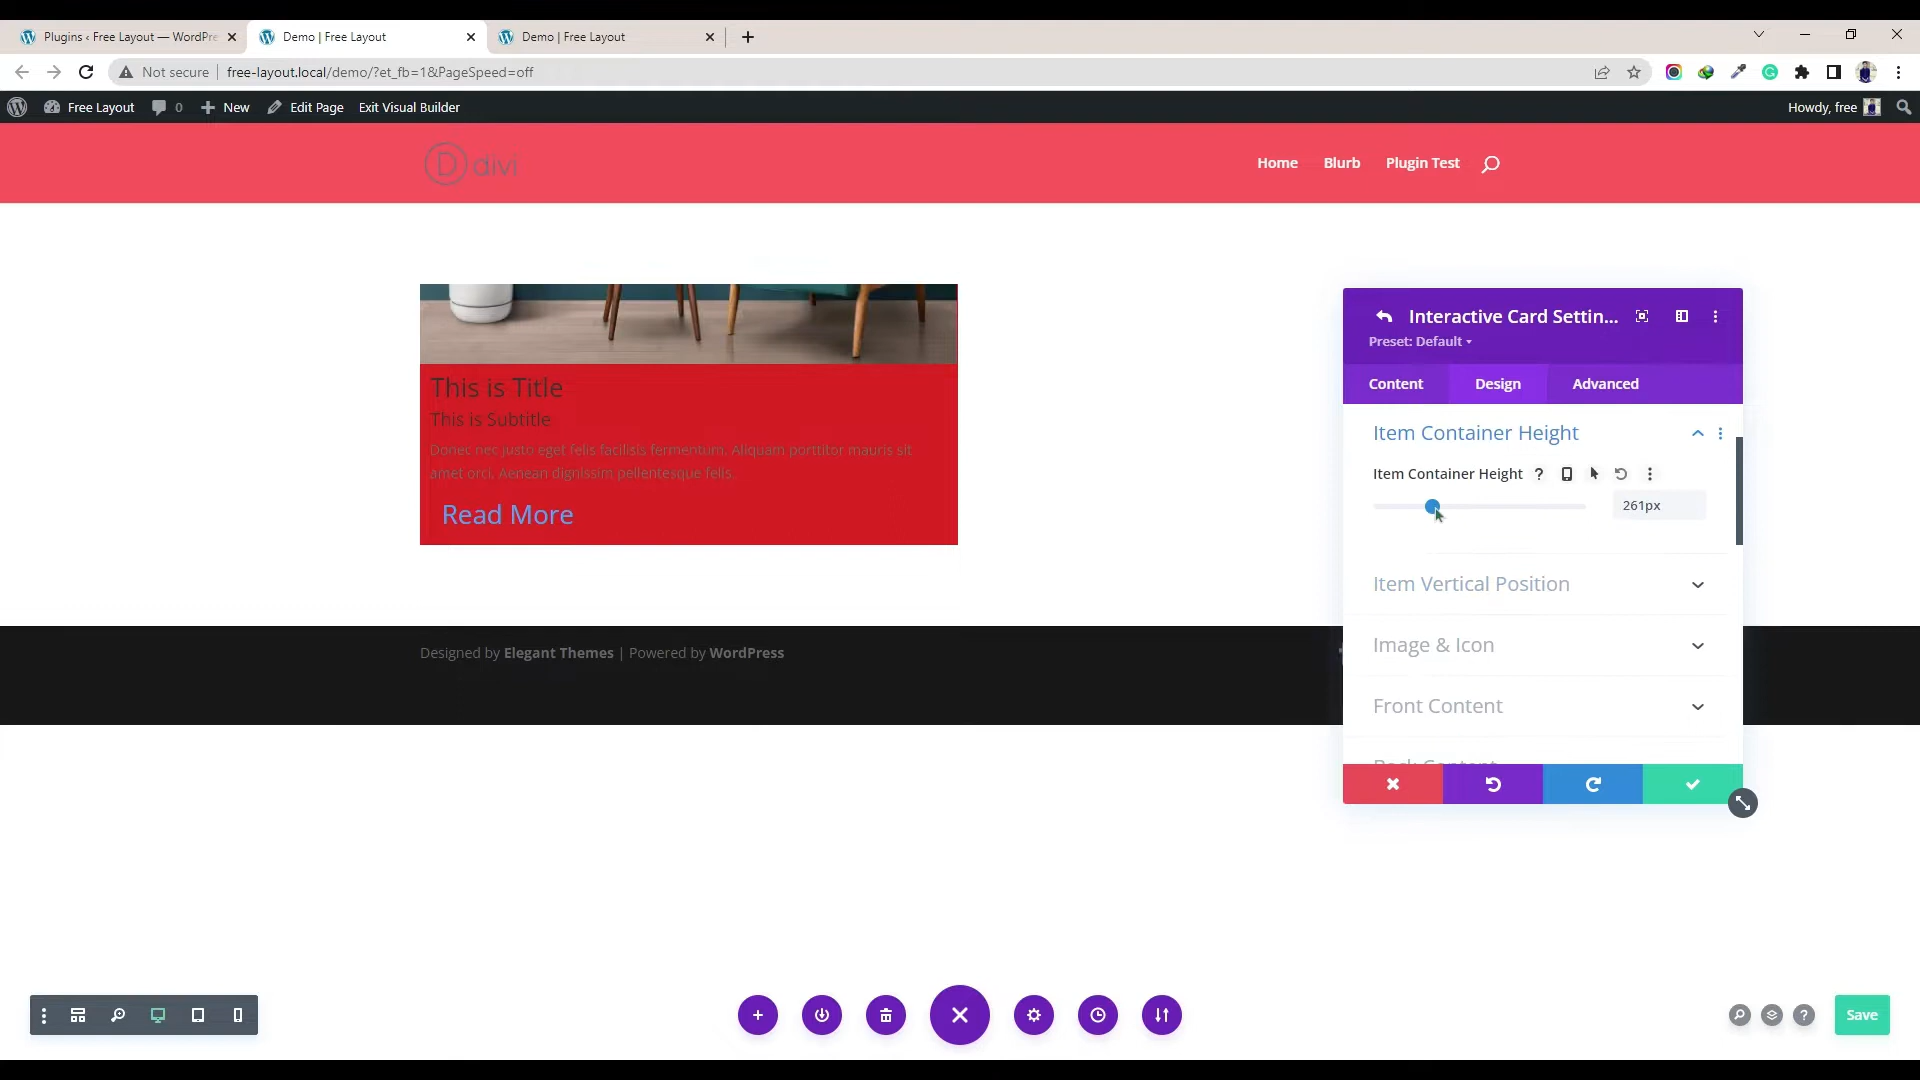 Plugins ‹ Free Layout — WordPre
Demo | Free Layout
Demo | Free Layout
Not secure
free-layout.local/demo/?et_fb=1&PageSpeed=off
Free Layout
0
New
Edit Page
Exit Visual Builder
Howdy, free
D divi
Home
Blurb
Plugin Test
This is Title
This is Subtitle
Donec nec justo eget felis facilisis fermentum. Aliquam porttitor mauris sit
amet orci. Aenean dignissim pellentesque felis.
Read More
Designed by Elegant Themes | Powered by WordPress
Interactive Card Settin...
Preset: Default
Content
Design
Advanced
Item Container Height
Item Container Height
261px
Item Vertical Position
Image & Icon
Front Content
Back Content
Save